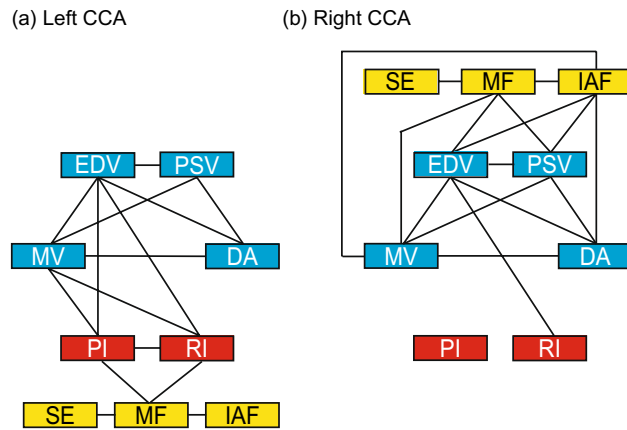 (a) Left CCA
EDV PSV
MV DA
PI RI
SE MF IAF
(b) Right CCA
SE MF IAF
EDV PSV
MV DA
PI RI